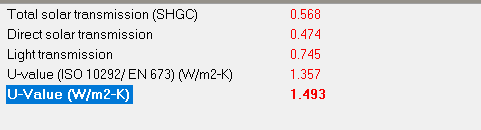 Total solar transmission (SHGC) 0.568
Direct solar transmission 0.474
Light transmission 0.745
U-value (ISO 10292/ EN 673) (W/m2-K) 1.357
U-Value (W/m2-K) 1.493